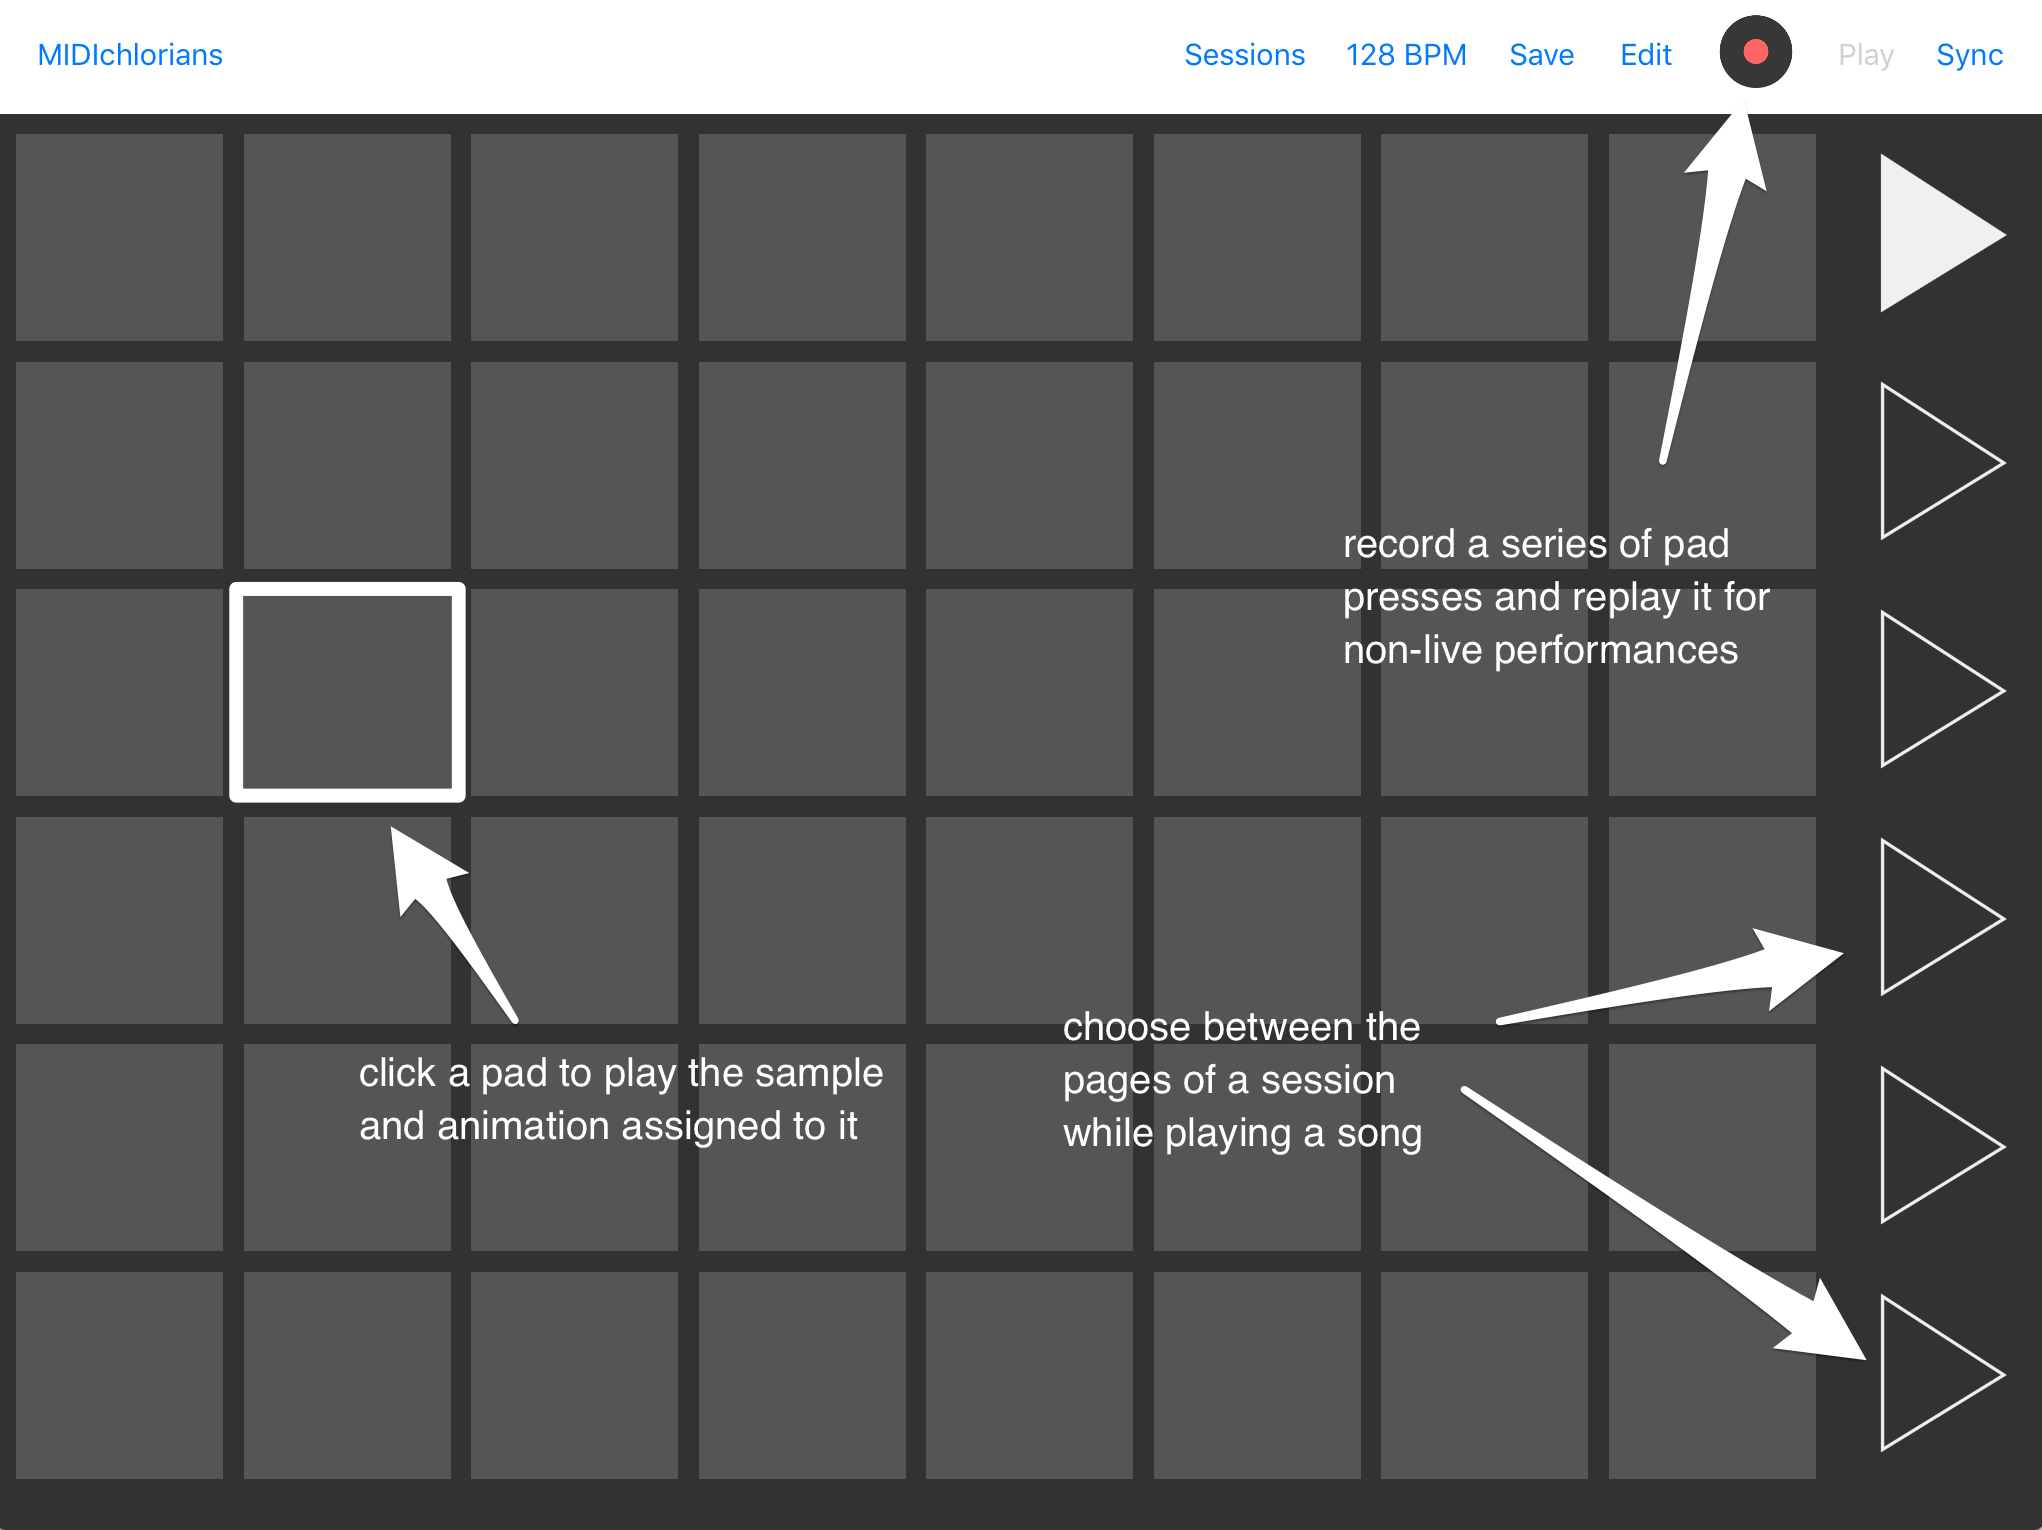 MIDIchlorians
Sessions 128 BPM Save Edit Play Sync
record a series of pad
presses and replay it for
non-live performances
click a pad to play the sample
and animation assigned to it
choose between the
pages of a session
while playing a song